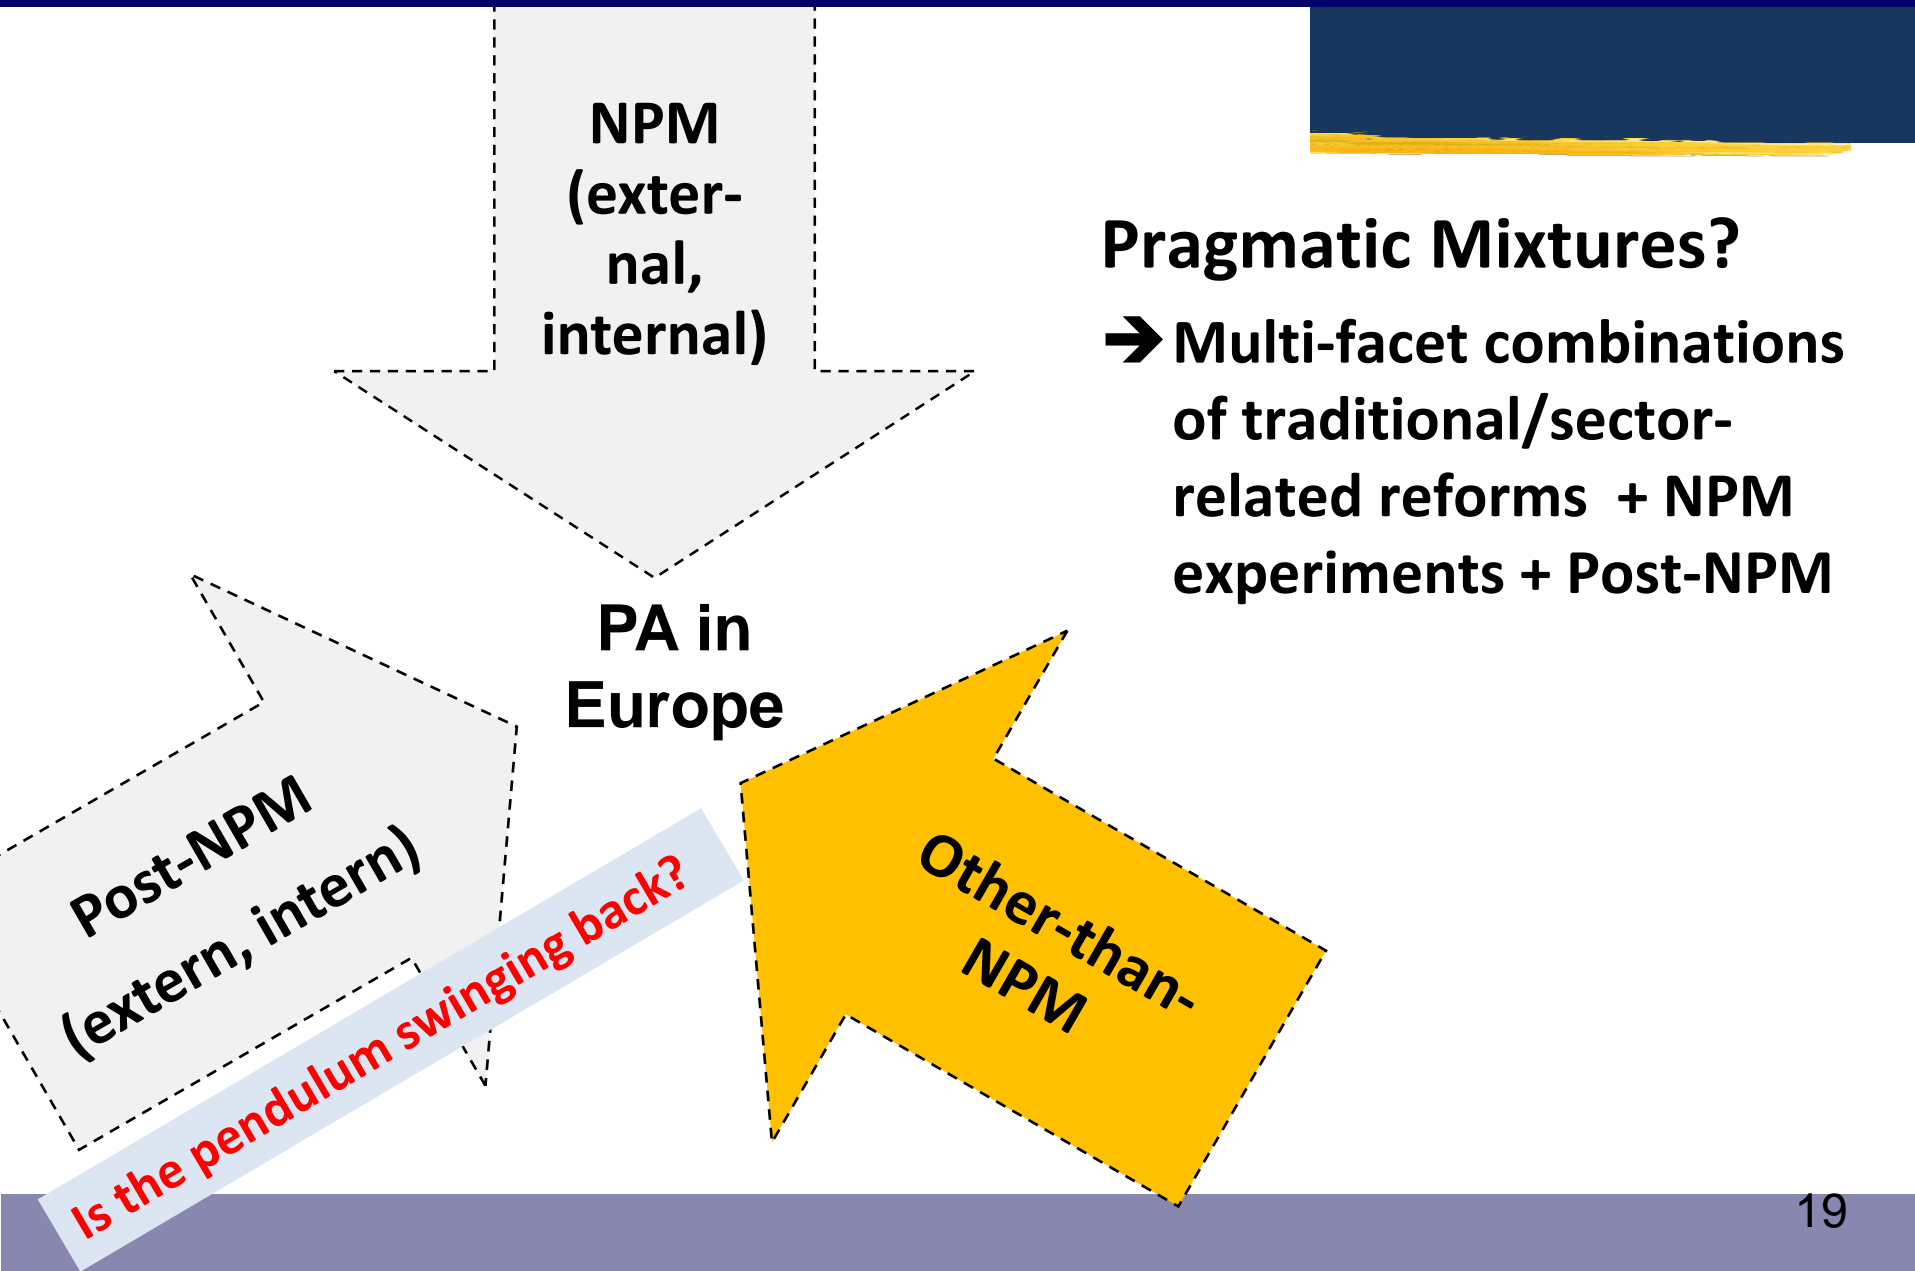 NPM
(exter-
nal,
internal)
Pragmatic Mixtures?
➔ Multi-facet combinations
of traditional/sector-
related reforms + NPM
experiments + Post-NPM
PA in
Europe
Post-NPM
(extern, intern)
Is the pendulum swinging back?
Other-than-
NPM
19